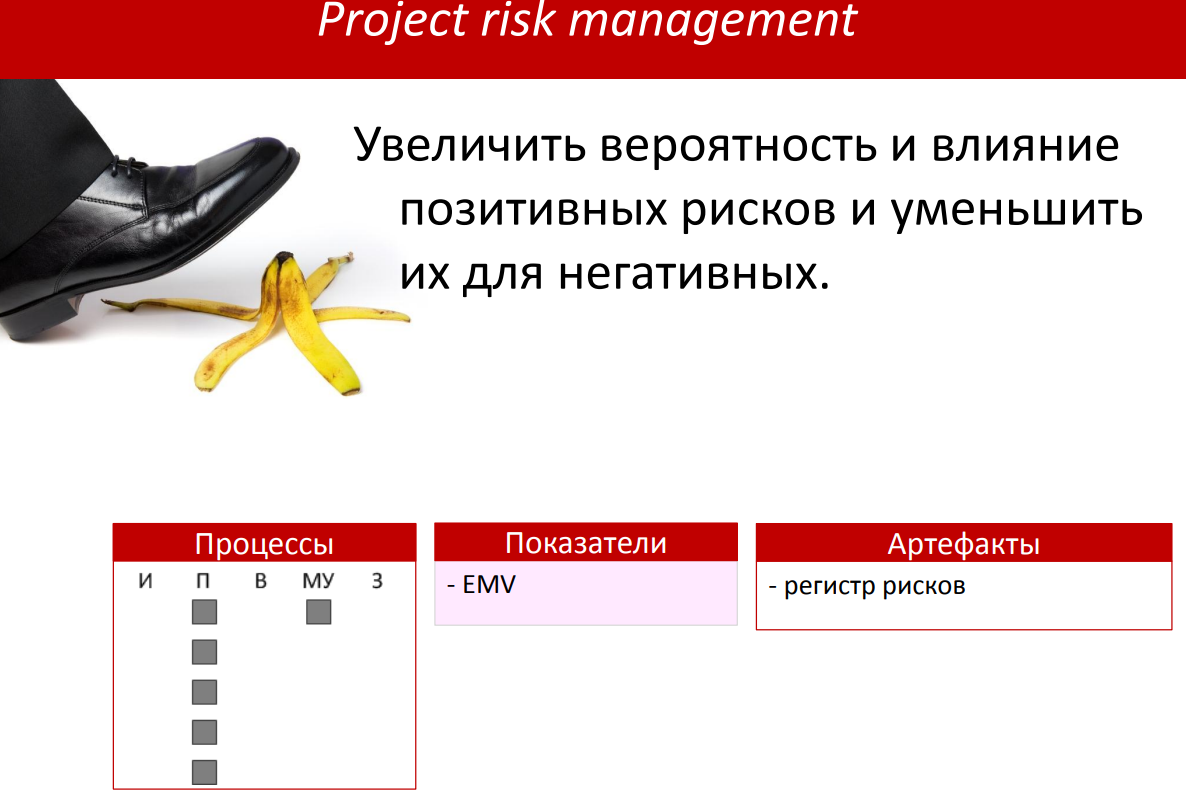 Project risk management
Увеличить вероятность и влияние
позитивных рисков и уменьшить
их для негативных.
Процессы
И П В МУ З
Показатели
- EMV
Артефакты
- регистр рисков